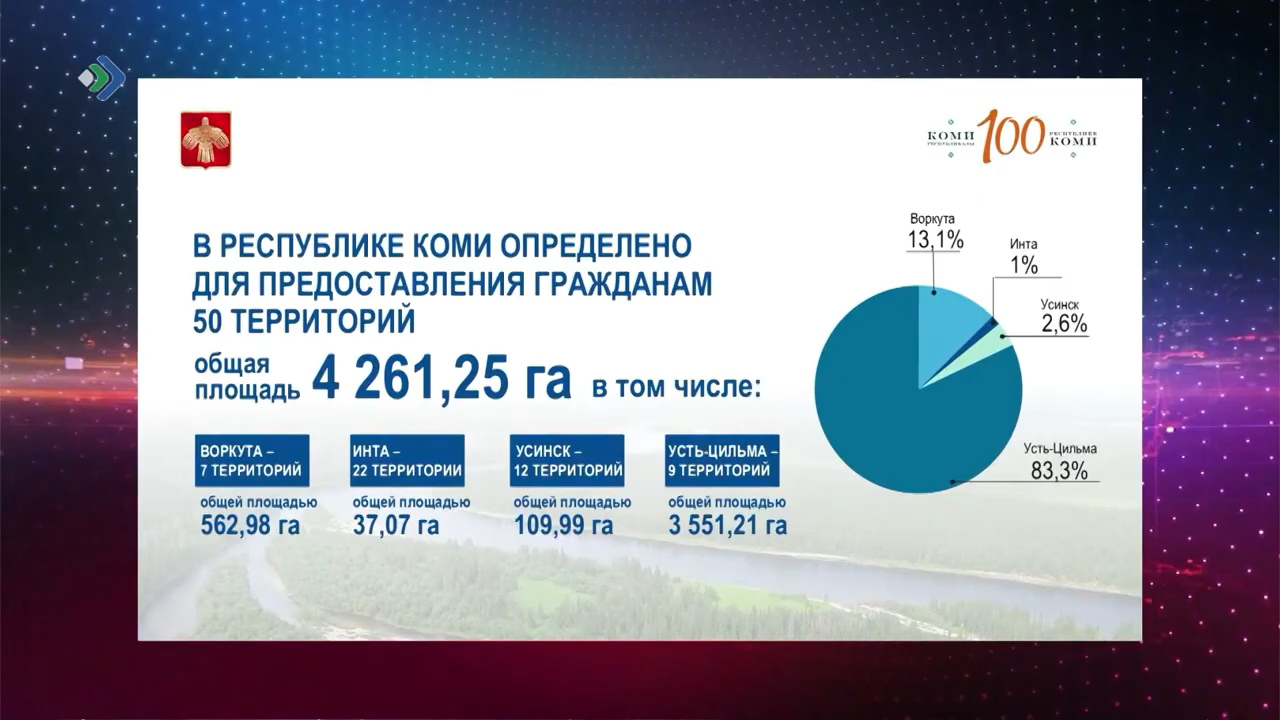 КОМИ
РЕСПУБЛИКАЫ
100
РЕСПУБЛИКЕ
КОМИ
В РЕСПУБЛИКЕ КОМИ ОПРЕДЕЛЕНО
ДЛЯ ПРЕДОСТАВЛЕНИЯ ГРАЖДАНАМ
50 ТЕРРИТОРИЙ
общая
площадь 4 261,25 га в том числе:
ВОРКУТА –
7 ТЕРРИТОРИЙ
общей площадью
562,98 га
ИНТА –
22 ТЕРРИТОРИИ
общей площадью
37,07 га
УСИНСК –
12 ТЕРРИТОРИЙ
общей площадью
109,99 га
УСТЬ-ЦИЛЬМА –
9 ТЕРРИТОРИЙ
общей площадью
3 551,21 га
Воркута
13,1%
Инта
1%
Усинск
2,6%
Усть-Цильма
83,3%